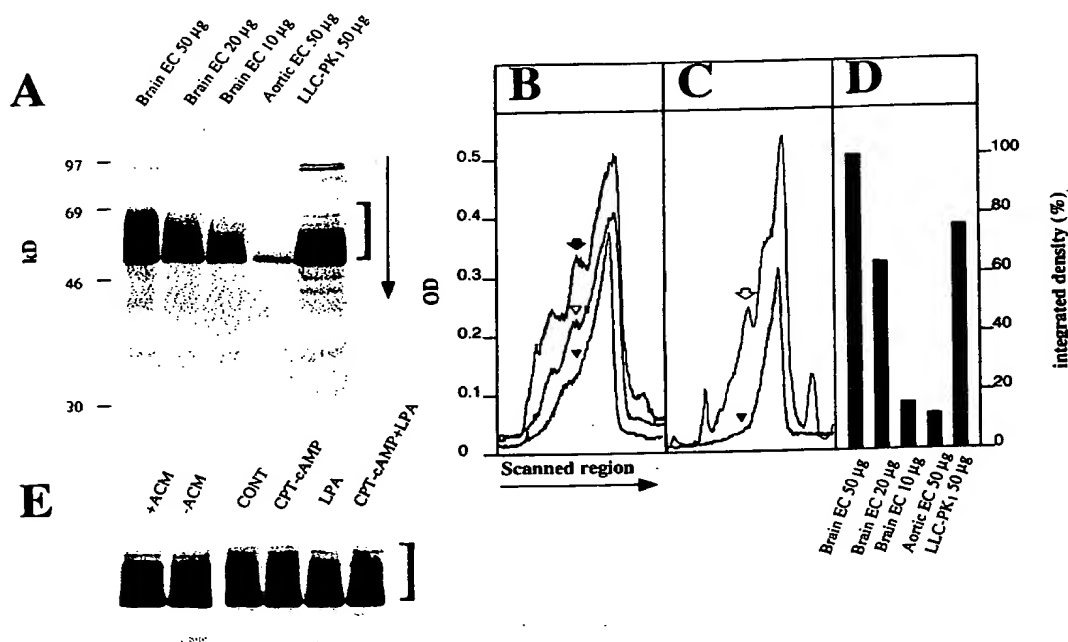 A
Brain EC 50 µg
Brain EC 20 µg
Brain EC 10 µg
Aortic EC 50 µg
LLC-PK1 50 µg
97
69
kD
46
30
B
C
D
OD
0.5
0.4
0.3
0.2
0.1
0
Scanned region
100
80
60
40
20
0
integrated density (%)
Brain EC 50 µg
Brain EC 20 µg
Brain EC 10 µg
Aortic EC 50 µg
LLC-PK1 50 µg
E
+ACM
-ACM
CONT
CPT-cAMP
LPA
CPT-cAMP+LPA